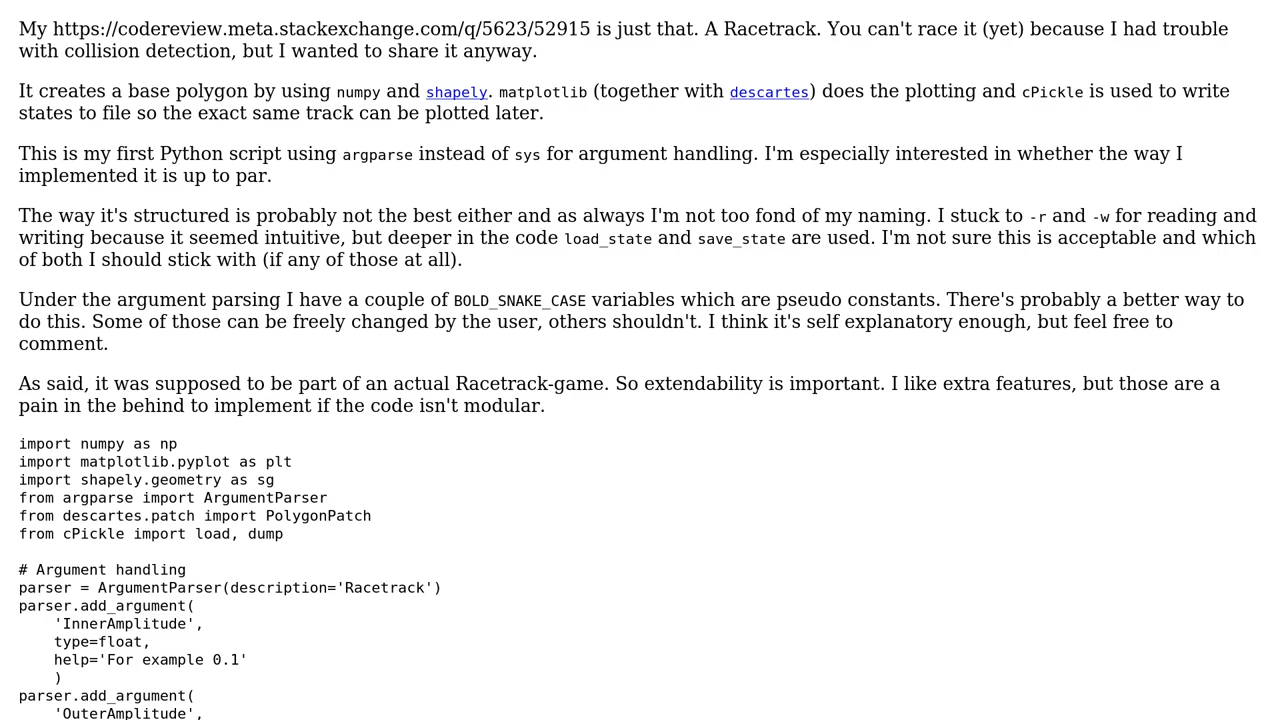 My https://codereview.meta.stackexchange.com/q/5623/52915 is just that. A Racetrack. You can't race it (yet) because I had trouble
with collision detection, but I wanted to share it anyway.
It creates a base polygon by using numpy and shapely. matplotlib (together with descartes) does the plotting and cPickle is used to write
states to file so the exact same track can be plotted later.
This is my first Python script using argparse instead of sys for argument handling. I'm especially interested in whether the way I
implemented it is up to par.
The way it's structured is probably not the best either and as always I'm not too fond of my naming. I stuck to -r and -w for reading and
writing because it seemed intuitive, but deeper in the code load_state and save_state are used. I'm not sure this is acceptable and which
of both I should stick with (if any of those at all).
Under the argument parsing I have a couple of BOLD_SNAKE_CASE variables which are pseudo constants. There's probably a better way to
do this. Some of those can be freely changed by the user, others shouldn't. I think it's self explanatory enough, but feel free to
comment.
As said, it was supposed to be part of an actual Racetrack-game. So extendability is important. I like extra features, but those are a
pain in the behind to implement if the code isn't modular.
import numpy as np
import matplotlib.pyplot as plt
import shapely.geometry as sg
from argparse import ArgumentParser
from descartes.patch import PolygonPatch
from cPickle import load, dump
# Argument handling
parser = ArgumentParser(description='Racetrack')
parser.add_argument(
    'InnerAmplitude',
    type=float,
    help='For example 0.1'
    )
parser.add_argument(
    'OuterAmplitude',